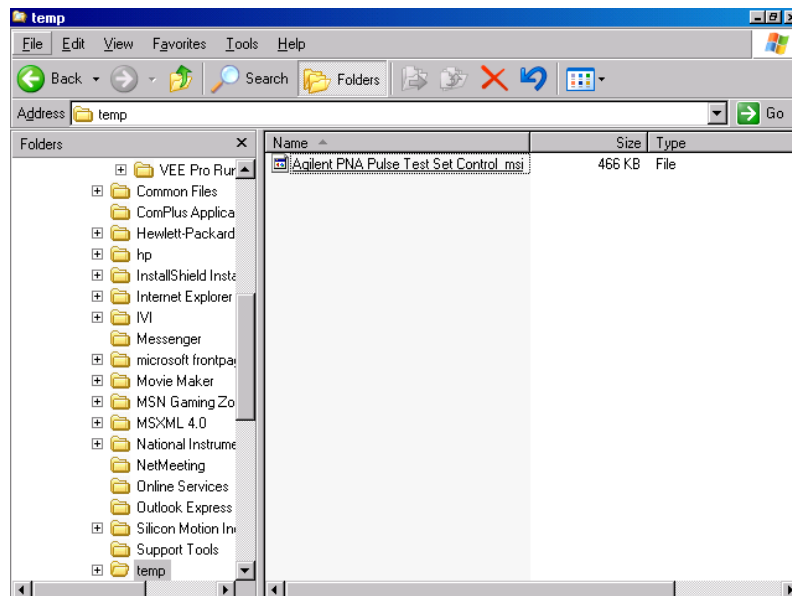 temp
File Edit View Favorites Tools Help
Back Search Folders
Address temp Go
Folders
Name Size Type
VEE Pro Rur
Agilent PNA Pulse Test Set Control_msi 466 KB File
Common Files
ComPlus Applica
Hewlett-Packard
hp
InstallShield Insta
Internet Explorer
IVI
Messenger
microsoft frontpa
Movie Maker
MSN Gaming Zo
MSXML 4.0
National Instrume
NetMeeting
Online Services
Outlook Express
Silicon Motion In
Support Tools
temp